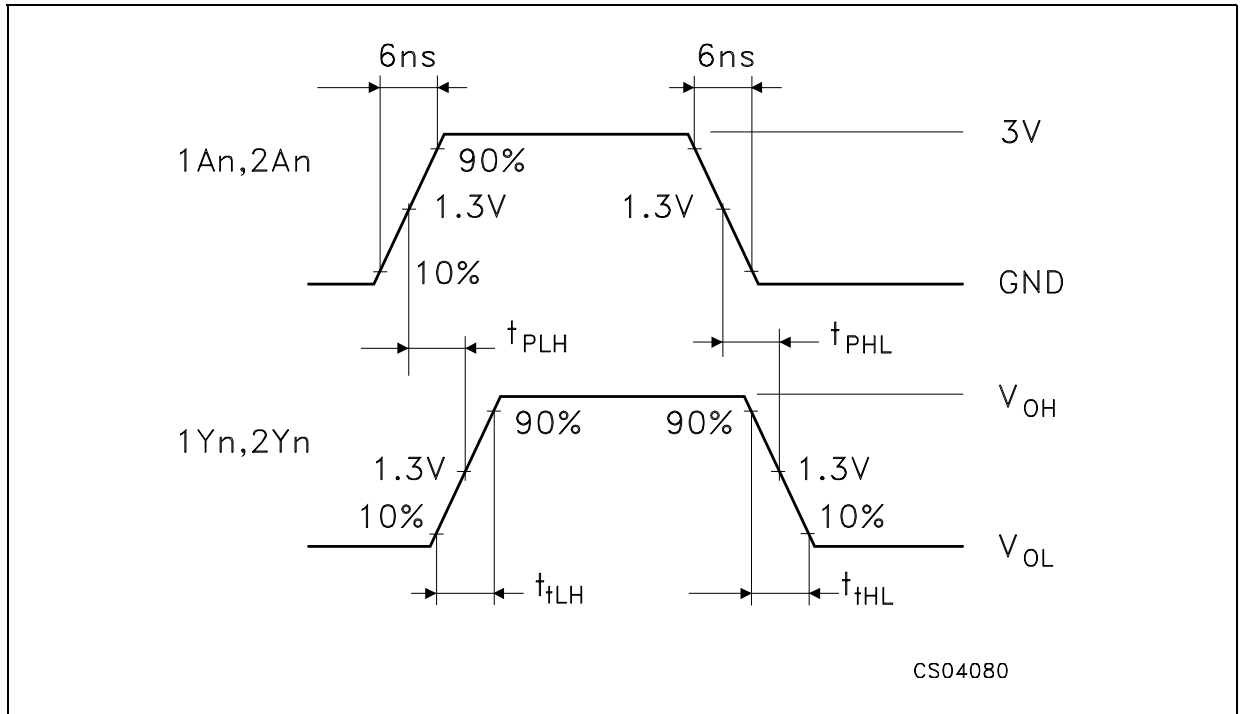 6ns 6ns
3V
1An,2An 90%
1.3V 1.3V
10%
GND
tPLH tPHL
VOH
90% 90%
1Yn,2Yn
1.3V 1.3V
10% 10%
VOL
ttLH ttHL
CS04080